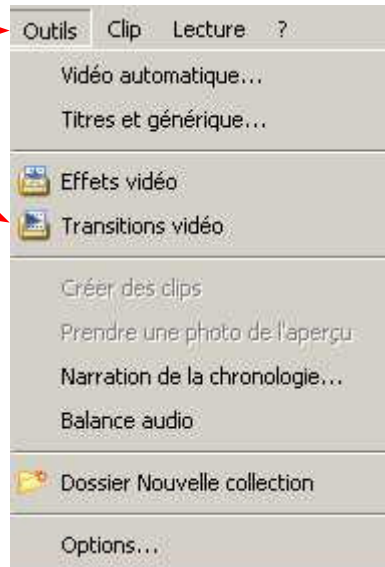 Outils Clip Lecture ?
Vidéo automatique...
Titres et générique...
Effets vidéo
Transitions vidéo
Créer des clips
Prendre une photo de l'aperçu
Narration de la chronologie...
Balance audio
Dossier Nouvelle collection
Options...